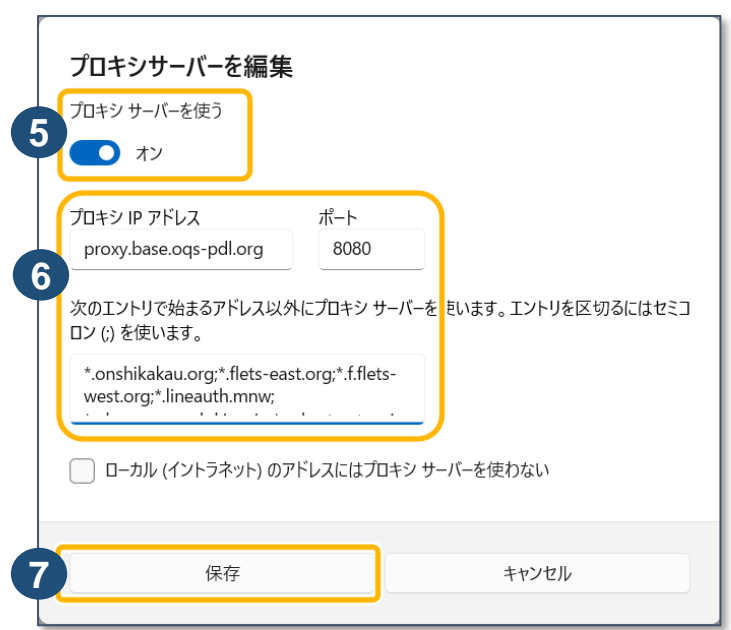 プロキシサーバーを編集
プロキシ サーバーを使う
5
オン
プロキシ IP アドレス
ポート
proxy.base.oqs-pdl.org
8080
6
次のエントリで始まるアドレス以外にプロキシ サーバーを使います。エントリを区切るにはセミコ
ロン (;) を使います。
*.onshikakau.org;*.flets-east.org;*.f.flets-
west.org;*.lineauth.mnw;
ローカル (イントラネット) のアドレスにはプロキシ サーバーを使わない
7
保存
キャンセル